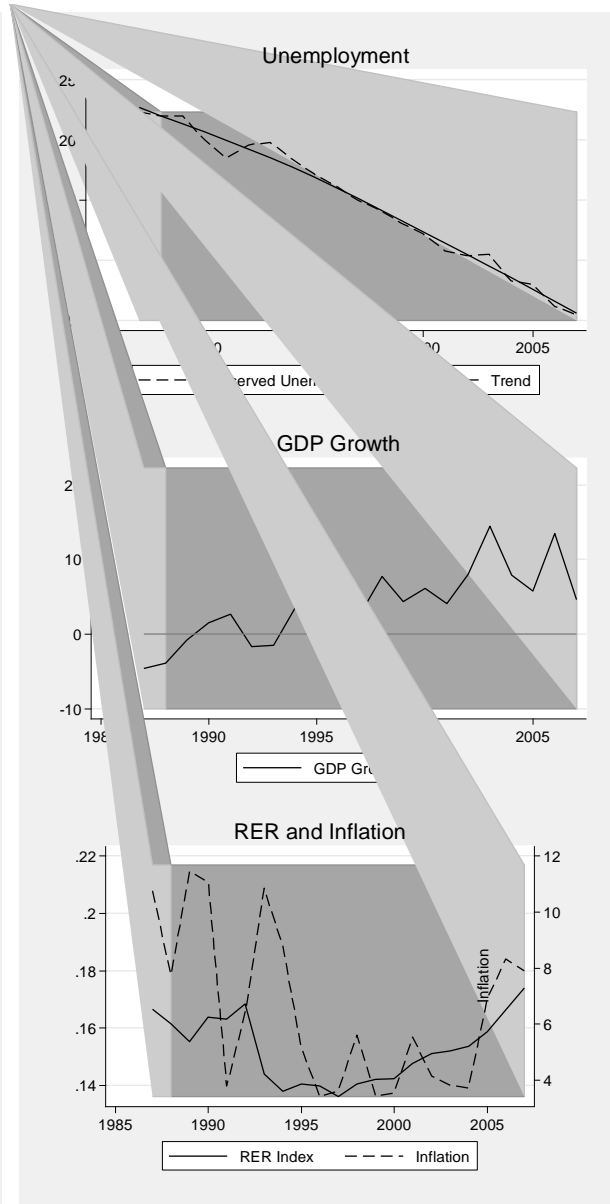 Unemployment
20
2005
Trend
GDP Growth
10
0
-10
1990 1995 2005
RER and Inflation
.22 12
.2 10
.18 8
Inflation
.16 6
.14 4
1985 1990 1995 2000 2005
RER Index Inflation